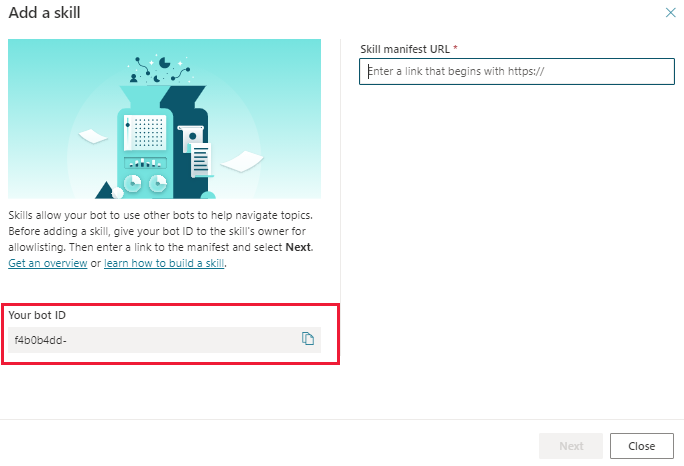 Add a skill
Skills allow your bot to use other bots to help navigate topics.
Before adding a skill, give your bot ID to the skill's owner for
allowlisting. Then enter a link to the manifest and select Next.
Get an overview or learn how to build a skill.
Your bot ID
f4b0b4dd-
Skill manifest URL *
Enter a link that begins with https://
Next
Close